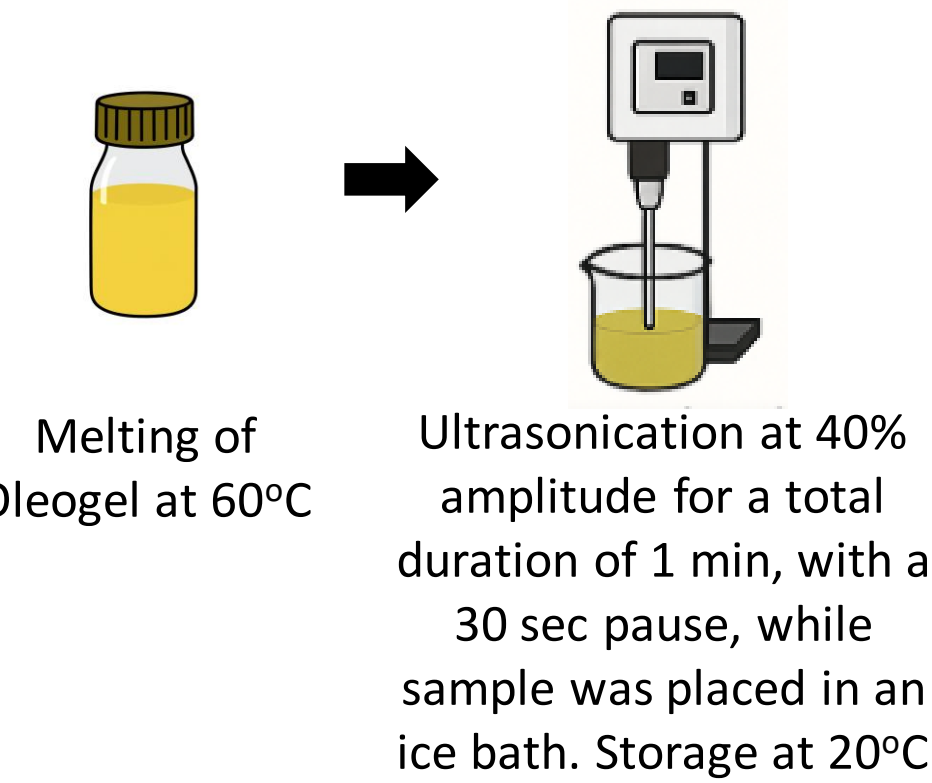 Melting of
Oleogel at 60°C
Ultrasonication at 40%
amplitude for a total
duration of 1 min, with a
30 sec pause, while
sample was placed in an
ice bath. Storage at 20°C